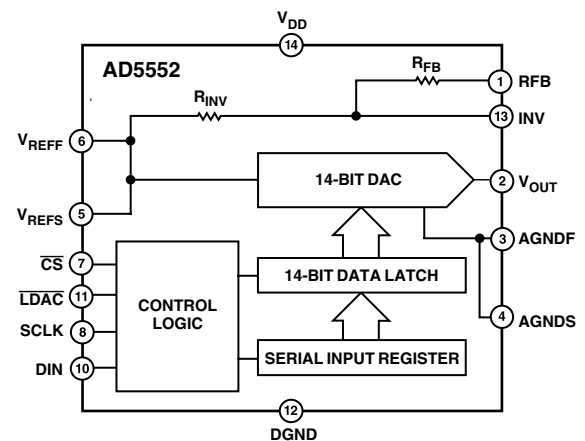 V_DD
14
AD5552
R_FB
1 RFB
R_INV
13 INV
V_REFF 6
14-BIT DAC
2 V_OUT
V_REFS 5
3 AGNDF
C̅S̅ 7
14-BIT DATA LATCH
L̅D̅A̅C̅ 11
CONTROL
LOGIC
4 AGNDS
SCLK 8
SERIAL INPUT REGISTER
DIN 10
12
DGND